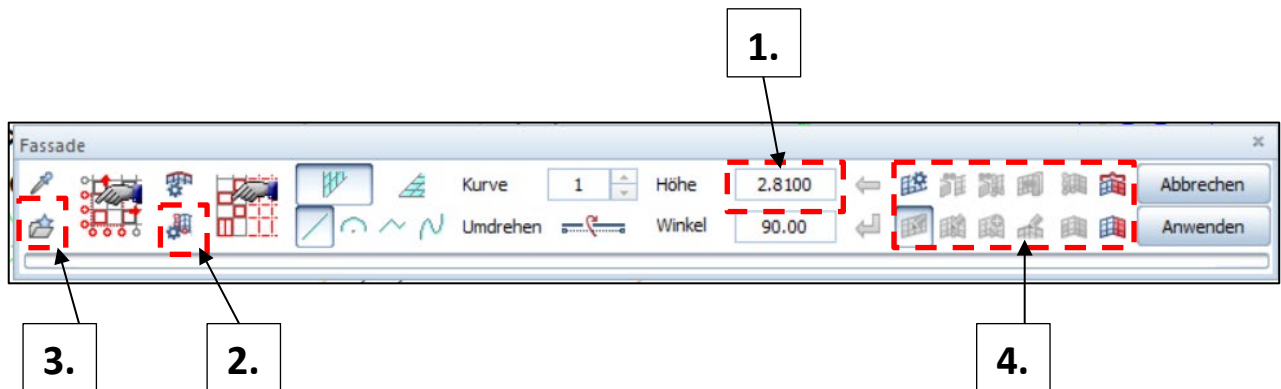 1.
Fassade
Kurve 1 Höhe 2.8100 Abbrechen
Umdrehen Winkel 90.00 Anwenden
3. 2. 4.